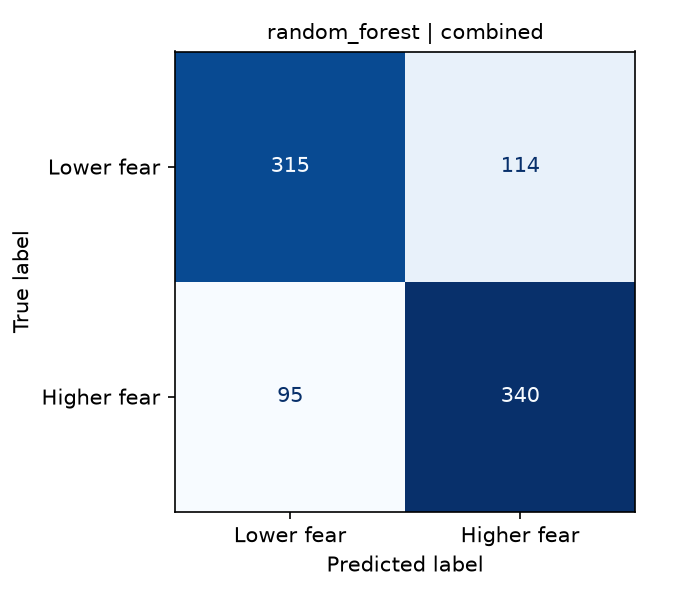 random_forest | combined
True label
Lower fear
315
114
Higher fear
95
340
Lower fear
Higher fear
Predicted label